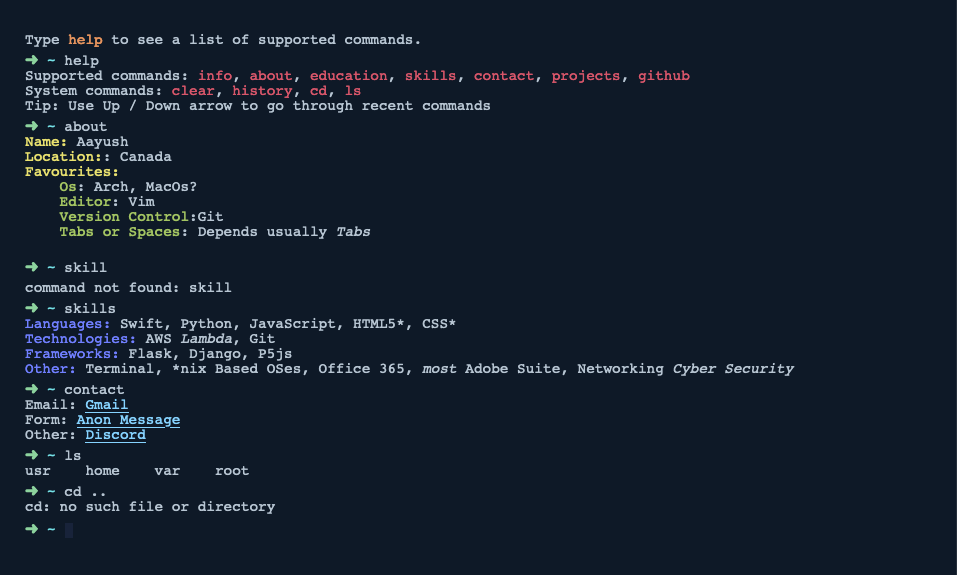 Type help to see a list of supported commands.
➜ ~ help
Supported commands: info, about, education, skills, contact, projects, github
System commands: clear, history, cd, ls
Tip: Use Up / Down arrow to go through recent commands
➜ ~ about
Name: Aayush
Location:: Canada
Favourites:
Os: Arch, MacOs?
Editor: Vim
Version Control:Git
Tabs or Spaces: Depends usually Tabs
➜ ~ skill
command not found: skill
➜ ~ skills
Languages: Swift, Python, JavaScript, HTML5*, CSS*
Technologies: AWS Lambda, Git
Frameworks: Flask, Django, P5js
Other: Terminal, *nix Based OSes, Office 365, most Adobe Suite, Networking Cyber Security
➜ ~ contact
Email: Gmail
Form: Anon Message
Other: Discord
➜ ~ ls
usr home var root
➜ ~ cd ..
cd: no such file or directory
➜ ~